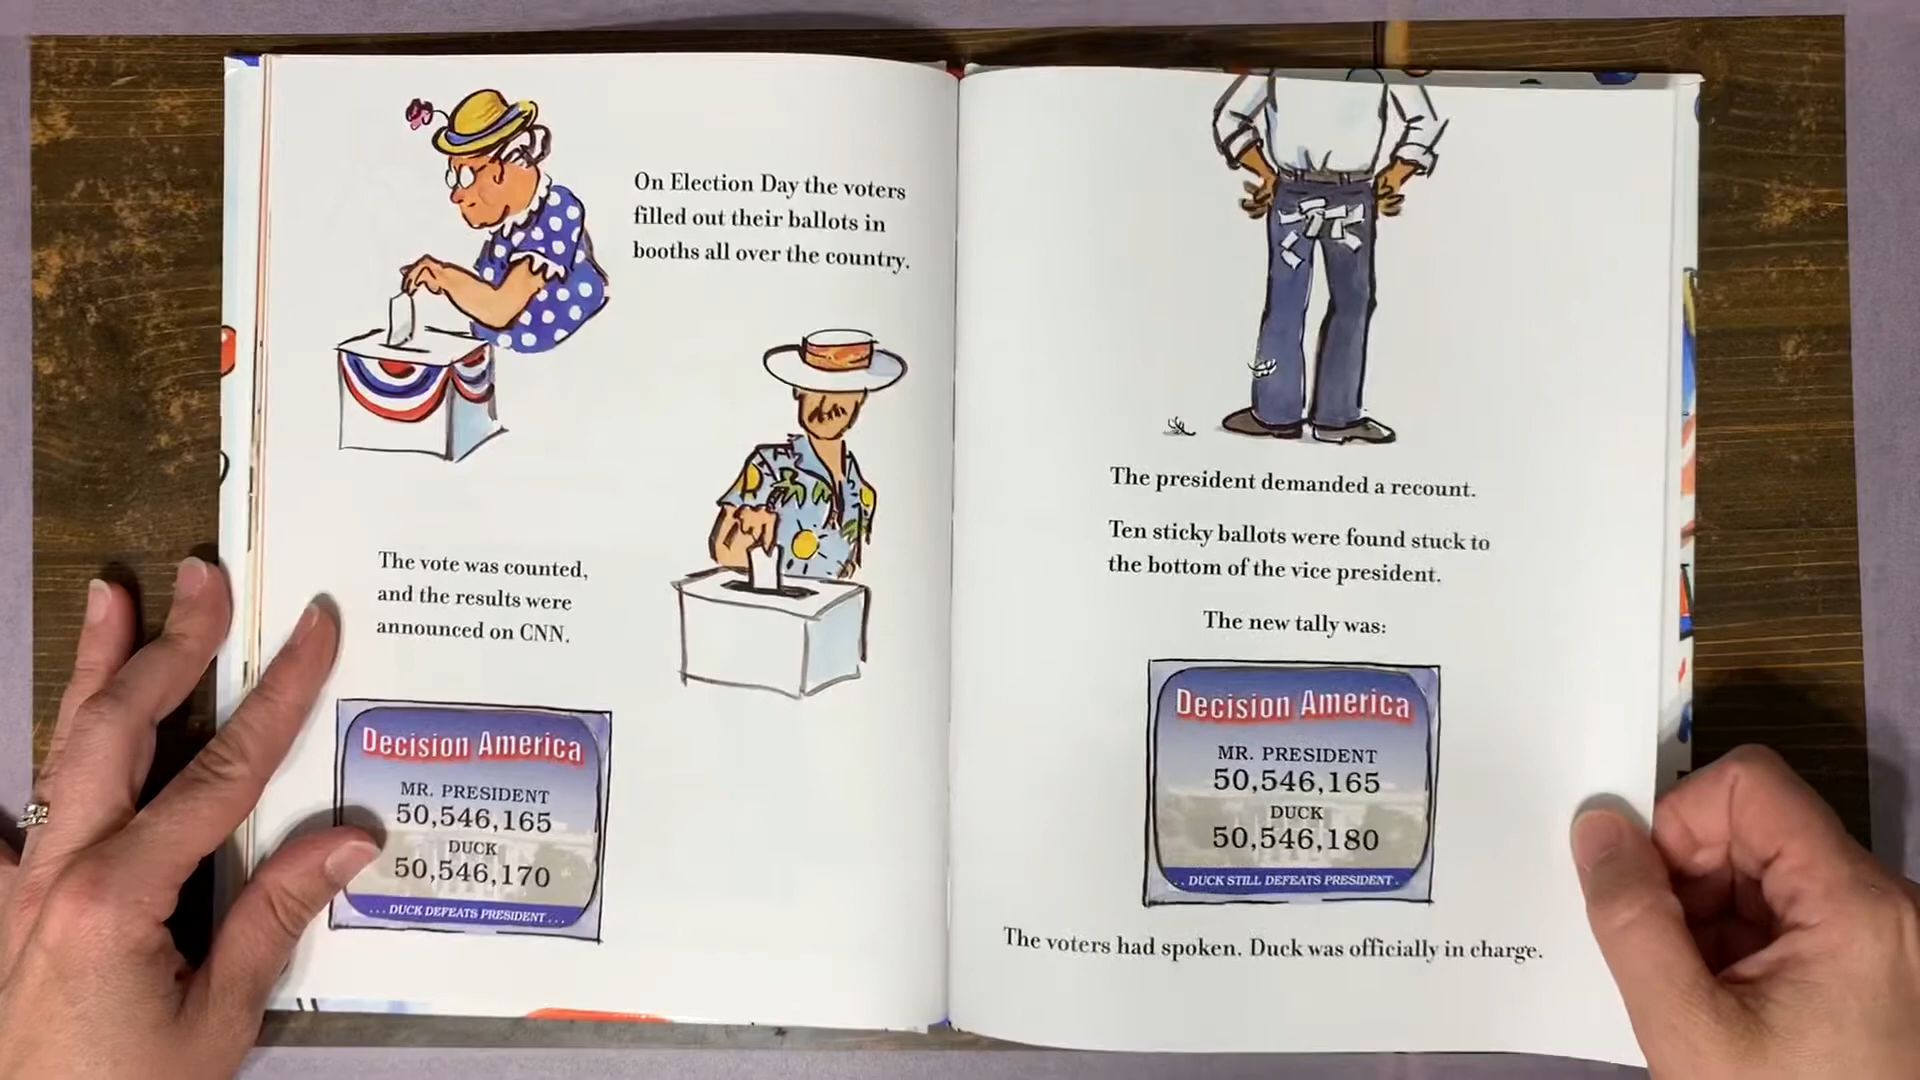 On Election Day the voters
filled out their ballots in
booths all over the country.
The vote was counted,
and the results were
announced on CNN.
Decision America
MR. PRESIDENT
50,546,165
DUCK
50,546,170
...DUCK DEFEATS PRESIDENT...
The president demanded a recount.
Ten sticky ballots were found stuck to
the bottom of the vice president.
The new tally was:
Decision America
MR. PRESIDENT
50,546,165
DUCK
50,546,180
..DUCK STILL DEFEATS PRESIDENT.
The voters had spoken. Duck was officially in charge.